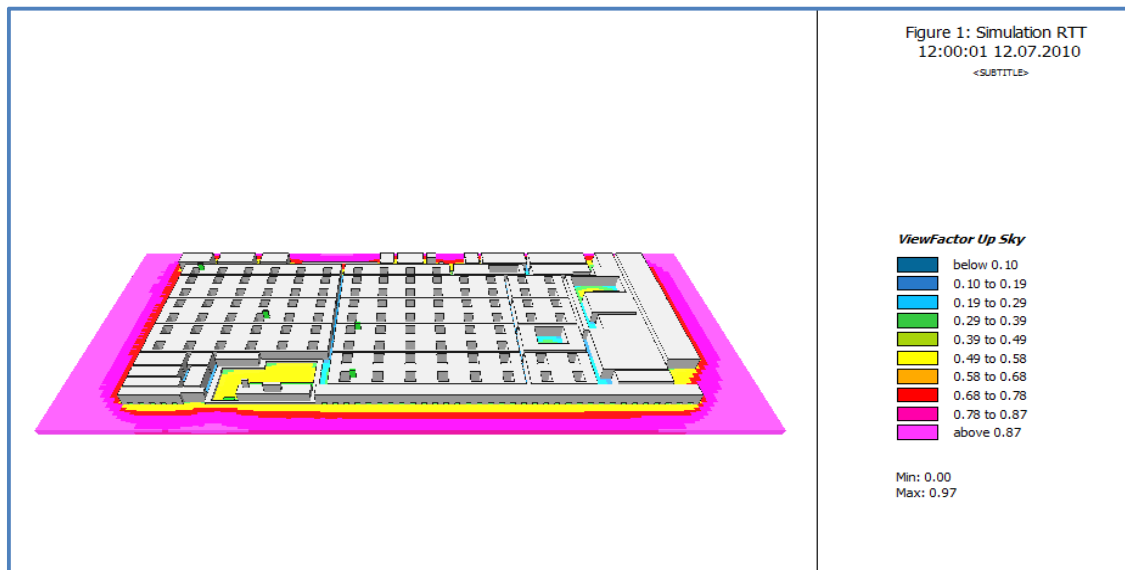 Figure 1: Simulation RTT
12:00:01 12.07.2010
<SUBTITLE>
ViewFactor Up Sky
below 0.10
0.10 to 0.19
0.19 to 0.29
0.29 to 0.39
0.39 to 0.49
0.49 to 0.58
0.58 to 0.68
0.68 to 0.78
0.78 to 0.87
above 0.87
Min: 0.00
Max: 0.97